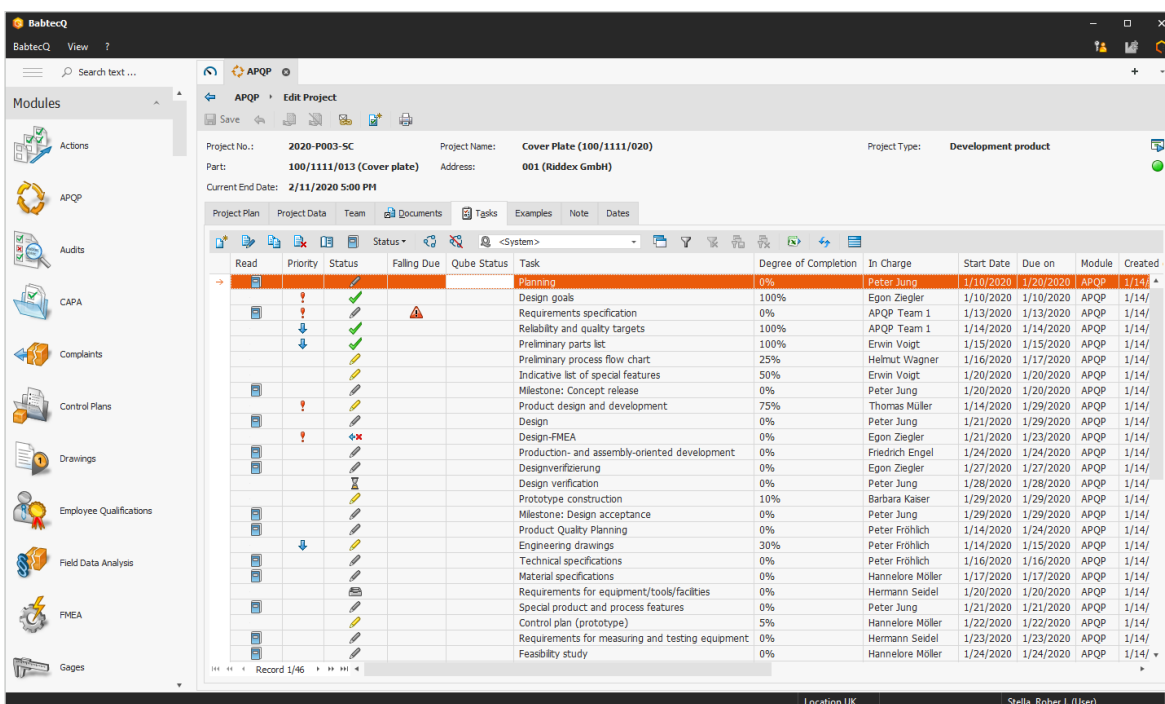 BabtecQ
BabtecQ View ?
Search text ...
APQP
Modules
APQP Edit Project
Save
Actions
Project No.: 2020-P003-SC Project Name: Cover Plate (100/1111/020) Project Type: Development product
Part: 100/1111/013 (Cover plate) Address: 001 (Riddex GmbH)
Current End Date: 2/11/2020 5:00 PM
APQP
Project Plan Project Data Team Documents Tasks Examples Note Dates
Audits
Status <System>
Read Priority Status Falling Due Qube Status Task Degree of Completion In Charge Start Date Due on Module Created
Planning 0% Peter Jung 1/10/2020 1/20/2020 APQP 1/14/
Design goals 100% Egon Ziegler 1/10/2020 1/10/2020 APQP 1/14/
CAPA
Requirements specification 0% APQP Team 1 1/13/2020 1/13/2020 APQP 1/14/
Reliability and quality targets 100% APQP Team 1 1/14/2020 1/14/2020 APQP 1/14/
Preliminary parts list 100% Erwin Voigt 1/15/2020 1/15/2020 APQP 1/14/
Complaints
Preliminary process flow chart 25% Helmut Wagner 1/16/2020 1/17/2020 APQP 1/14/
Indicative list of special features 50% Erwin Voigt 1/20/2020 1/20/2020 APQP 1/14/
Milestone: Concept release 0% Peter Jung 1/20/2020 1/20/2020 APQP 1/14/
Control Plans
Product design and development 75% Thomas Müller 1/14/2020 1/29/2020 APQP 1/14/
Design 0% Peter Jung 1/21/2020 1/29/2020 APQP 1/14/
Design-FMEA 0% Egon Ziegler 1/21/2020 1/23/2020 APQP 1/14/
Production- and assembly-oriented development 0% Friedrich Engel 1/24/2020 1/24/2020 APQP 1/14/
Drawings
Designverifizierung 0% Egon Ziegler 1/27/2020 1/27/2020 APQP 1/14/
Design verification 0% Peter Jung 1/28/2020 1/28/2020 APQP 1/14/
Prototype construction 10% Barbara Kaiser 1/29/2020 1/29/2020 APQP 1/14/
Employee Qualifications
Milestone: Design acceptance 0% Peter Jung 1/29/2020 1/29/2020 APQP 1/14/
Product Quality Planning 0% Peter Fröhlich 1/14/2020 1/24/2020 APQP 1/14/
Engineering drawings 30% Peter Fröhlich 1/14/2020 1/15/2020 APQP 1/14/
Field Data Analysis
Technical specifications 0% Peter Fröhlich 1/16/2020 1/16/2020 APQP 1/14/
Material specifications 0% Hannelore Möller 1/17/2020 1/17/2020 APQP 1/14/
Requirements for equipment/tools/facilities 0% Hermann Seidel 1/20/2020 1/20/2020 APQP 1/14/
Special product and process features 0% Peter Jung 1/21/2020 1/21/2020 APQP 1/14/
FMEA
Control plan (prototype) 5% Hannelore Möller 1/22/2020 1/22/2020 APQP 1/14/
Requirements for measuring and testing equipment 0% Hermann Seidel 1/23/2020 1/23/2020 APQP 1/14/
Feasibility study 0% Hannelore Möller 1/24/2020 1/24/2020 APQP 1/14/
Gages
Record 1/46
Location UK Stella, Rober J. (User)